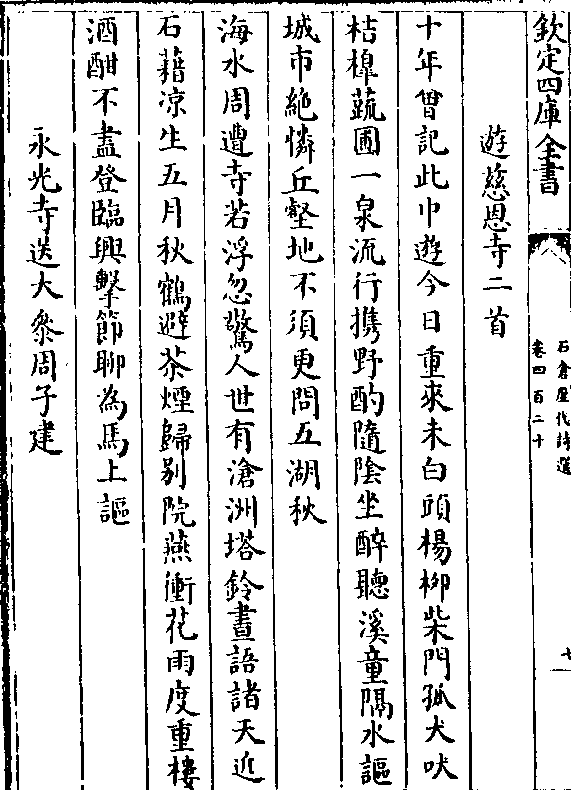 欽定四庫全書
石倉歷代詩選
卷四百二十
七
遊慈恩寺二首
十年曾記此中遊今日重來未白頭楊柳柴門孤犬吠
桔橰蔬圃一泉流行攜野酌隨陰坐醉聽溪童隔水謳
城市絶憐丘壑地不須更問五湖秋
海水周遭寺若浮忽驚人世有滄洲塔鈴晝語諸天近
石藉凉生五月秋鶴避茶煙歸别院燕衝花雨度重樓
酒酣不盡登臨興擊節聊為馬上謳
永光寺送大叅周子建